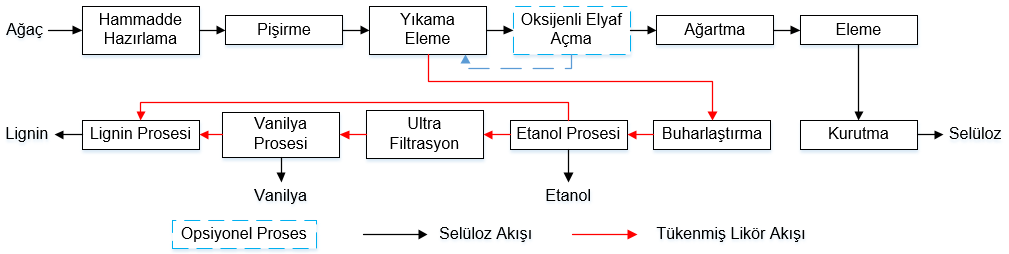 Ağaç
Hammadde
Hazırlama
Pişirme
Yıkama
Eleme
Oksijenli Elyaf
Açma
Ağartma
Eleme
Lignin
Lignin Prosesi
Vanilya
Prosesi
Ultra
Filtrasyon
Etanol Prosesi
Buharlaştırma
Kurutma
Selüloz
Vanilya
Etanol
Opsiyonel Proses
Selüloz Akışı
Tükenmiş Likör Akışı